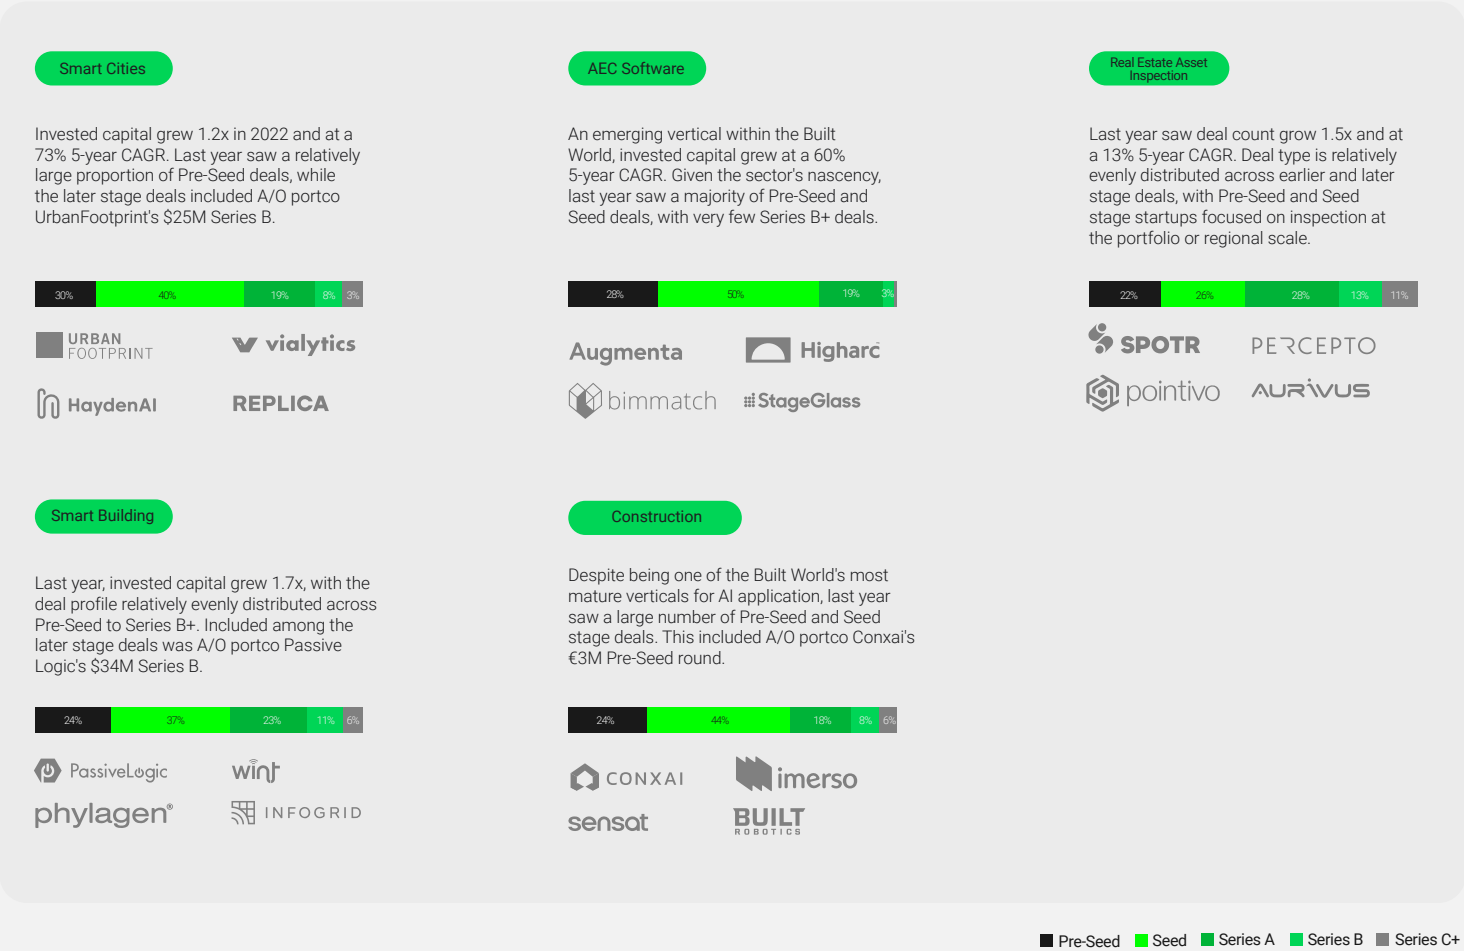 Smart Cities
Invested capital grew 1.2x in 2022 and at a
73% 5-year CAGR. Last year saw a relatively
large proportion of Pre-Seed deals, while
the later stage deals included A/O portco
UrbanFootprint's $25M Series B.
30% 40% 19% 8% 3%
URBAN
FOOTPRINT
vialytics
HaydenAI
REPLICA
AEC Software
An emerging vertical within the Built
World, invested capital grew at a 60%
5-year CAGR. Given the sector's nascency,
last year saw a majority of Pre-Seed and
Seed deals, with very few Series B+ deals.
28% 50% 19% 3%
Augmenta
Higharc
bimmatch
StageGlass
Real Estate Asset
Inspection
Last year saw deal count grow 1.5x and at
a 13% 5-year CAGR. Deal type is relatively
evenly distributed across earlier and later
stage deals, with Pre-Seed and Seed
stage startups focused on inspection at
the portfolio or regional scale.
22% 26% 28% 13% 11%
SPOTR
PERCEPTO
pointivo
AURIVUS
Smart Building
Last year, invested capital grew 1.7x, with the
deal profile relatively evenly distributed across
Pre-Seed to Series B+. Included among the
later stage deals was A/O portco Passive
Logic's $34M Series B.
24% 37% 23% 11% 6%
PassiveLogic
wint
phylagen®
INFOGRID
Construction
Despite being one of the Built World's most
mature verticals for AI application, last year
saw a large number of Pre-Seed and Seed
stage deals. This included A/O portco Conxai's
€3M Pre-Seed round.
24% 44% 18% 8% 6%
CONXAI
imerso
sensat
BUILT
ROBOTICS
Pre-Seed Seed Series A Series B Series C+